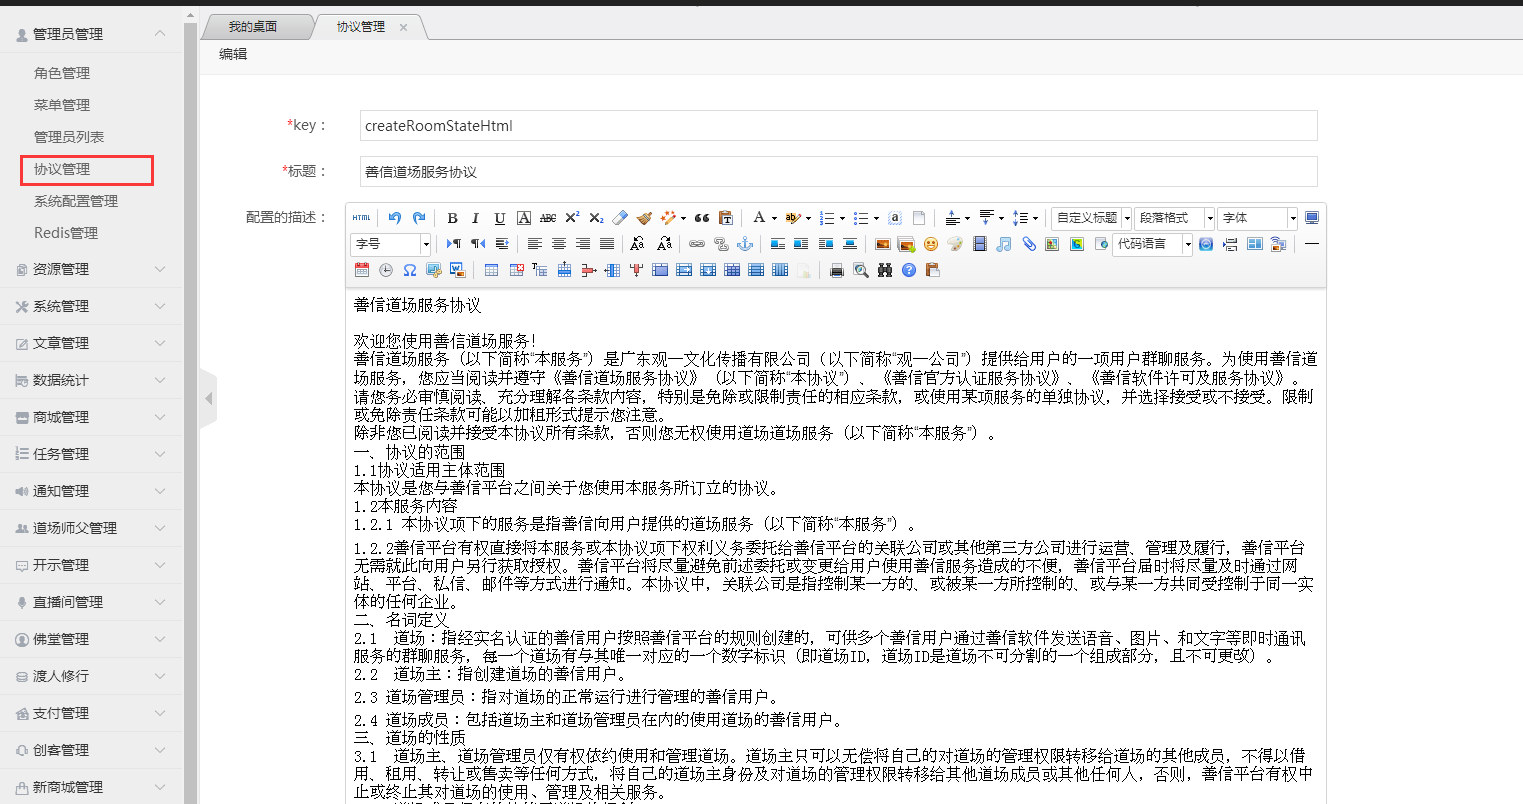 管理员管理
角色管理
菜单管理
管理员列表
协议管理
系统配置管理
Redis管理
资源管理
系统管理
文章管理
数据统计
商城管理
任务管理
通知管理
道场师父管理
开示管理
直播间管理
佛堂管理
渡人修行
支付管理
创客管理
新商城管理
我的桌面
协议管理
编辑
*key：
createRoomStateHtml
*标题：
善信道场服务协议
配置的描述：
HTML
自定义标题
段落格式
字体
字号
代码语言
善信道场服务协议
欢迎您使用善信道场服务！
善信道场服务（以下简称“本服务”）是广东观一文化传播有限公司（以下简称“观一公司”）提供给用户的一项用户群聊服务。为使用善信道
场服务，您应当阅读并遵守《善信道场服务协议》（以下简称“本协议”）、《善信官方认证服务协议》、《善信软件许可及服务协议》。
请您务必审慎阅读、充分理解各条款内容，特别是免除或限制责任的相应条款，或使用某项服务的单独协议，并选择接受或不接受。限制
或免除责任条款可能以加粗形式提示您注意。
除非您已阅读并接受本协议所有条款，否则您无权使用道场道场服务（以下简称“本服务”）。
一、协议的范围
1.1协议适用主体范围
本协议是您与善信平台之间关于您使用本服务所订立的协议。
1.2本服务内容
1.2.1 本协议项下的服务是指善信向用户提供的道场服务（以下简称“本服务”）。
1.2.2善信平台有权直接将本服务或本协议项下权利义务委托给善信平台的关联公司或其他第三方公司进行运营、管理及履行，善信平台
无需就此向用户另行获取授权。善信平台将尽量避免前述委托或变更给用户使用善信服务造成的不便，善信平台届时将尽量及时通过网
站、平台、私信、邮件等方式进行通知。本协议中，关联公司是指控制某一方的、或被某一方所控制的、或与某一方共同受控制于同一实
体的任何企业。
二、名词定义
2.1 道场：指经实名认证的善信用户按照善信平台的规则创建的，可供多个善信用户通过善信软件发送语音、图片、和文字等即时通讯
服务的群聊服务，每一个道场有与其唯一对应的一个数字标识（即道场ID，道场ID是道场不可分割的一个组成部分，且不可更改）。
2.2 道场主：指创建道场的善信用户。
2.3 道场管理员：指对道场的正常运行进行管理的善信用户。
2.4 道场成员：包括道场主和道场管理员在内的使用道场的善信用户。
三、道场的性质
3.1 道场主、道场管理员仅有权依约使用和管理道场。道场主只可以无偿将自己的对道场的管理权限转移给道场的其他成员，不得以借
用、租用、转让或售卖等任何方式，将自己的道场主身份及对道场的管理权限转移给其他道场成员或其他任何人，否则，善信平台有权中
止或终止其对道场的使用、管理及相关服务。